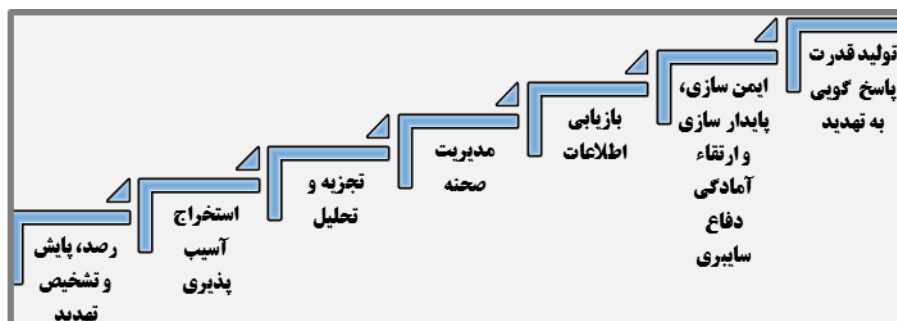 تولید قدرت
پاسخ گویی
به تهدید
ایمن سازی،
پایدار سازی
و ارتقاء
آمادگی
دفاع
سایبری
بازیابی
اطلاعات
مدیریت
صحنه
تجزیه و
تحلیل
استخراج
آسیب
پذیری
رصد، پایش
و تشخیص
تهدید